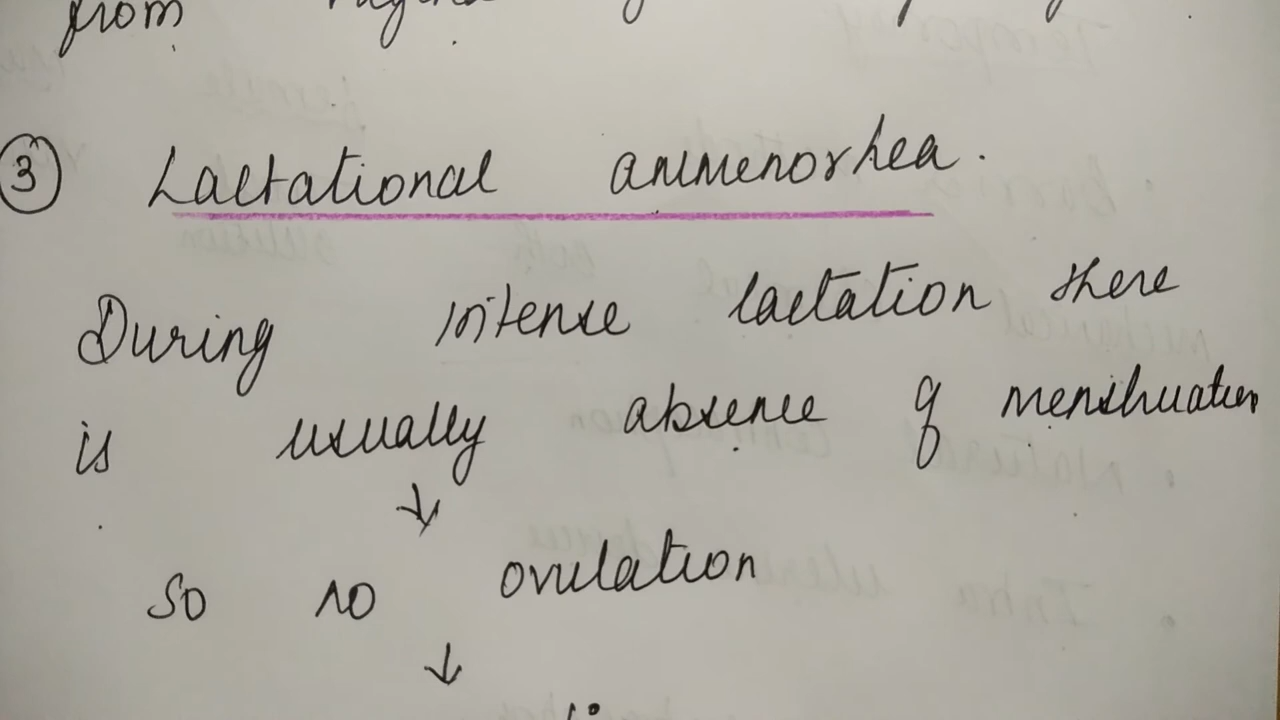 from
③ Lactational ammenorhea.
During intense lactation there
is usually absence of menstruation
↓
So no ovulation
↓